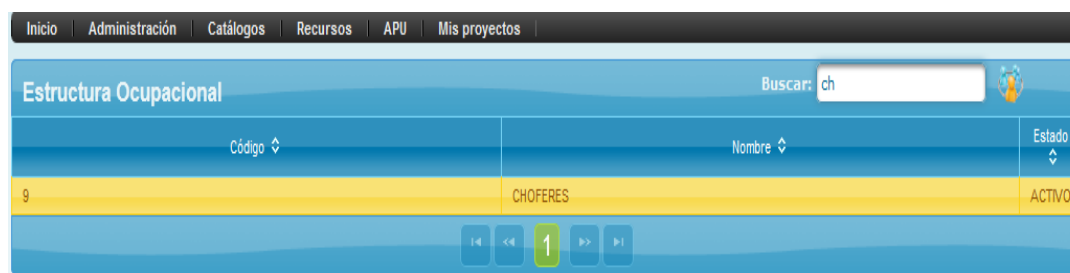 Inicio Administración Catálogos Recursos APU Mis proyectos
Estructura Ocupacional Buscar: ch
Código Nombre Estado
9 CHOFERES ACTIVO
1